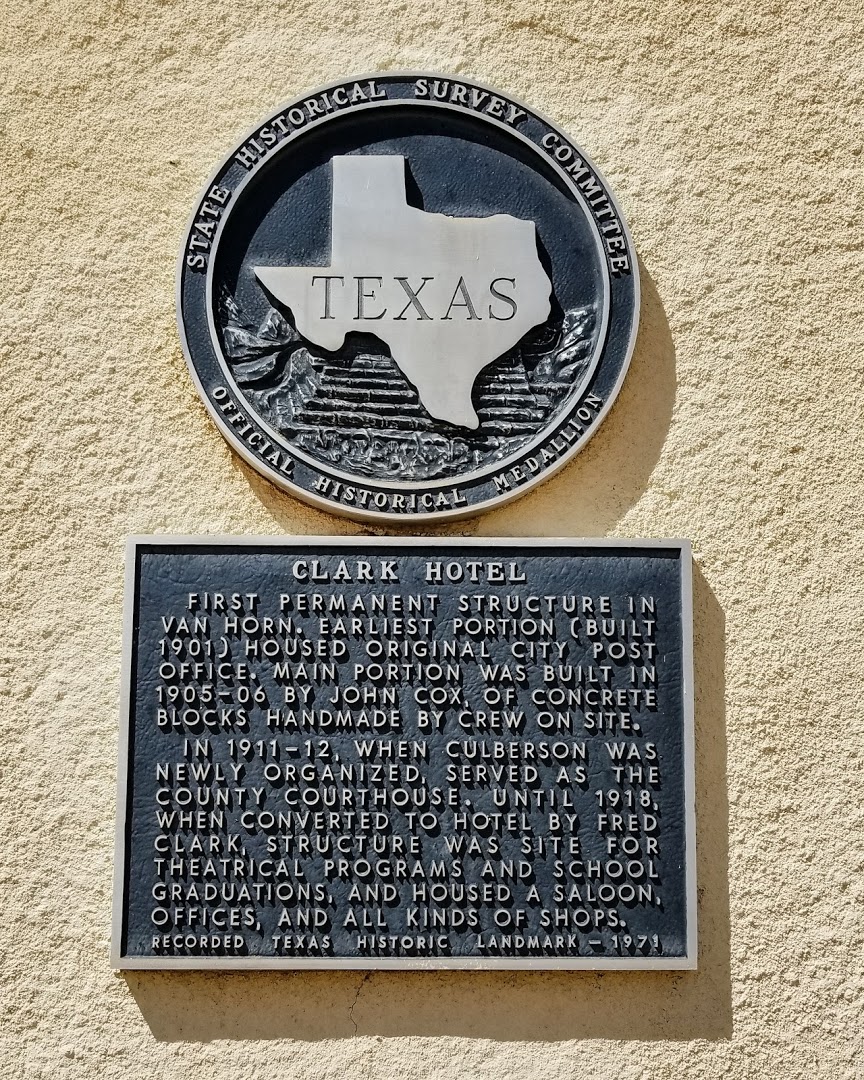 STATE HISTORICAL SURVEY COMMITTEE
TEXAS
OFFICIAL HISTORICAL MEDALLION
CLARK HOTEL
FIRST PERMANENT STRUCTURE IN
VAN HORN. EARLIEST PORTION (BUILT
1901) HOUSED ORIGINAL CITY POST
OFFICE. MAIN PORTION WAS BUILT IN
1905-06 BY JOHN COX, OF CONCRETE
BLOCKS HANDMADE BY CREW ON SITE.
IN 1911-12, WHEN CULBERSON WAS
NEWLY ORGANIZED, SERVED AS THE
COUNTY COURTHOUSE. UNTIL 1918,
WHEN CONVERTED TO HOTEL BY FRED
CLARK, STRUCTURE WAS SITE FOR
THEATRICAL PROGRAMS AND SCHOOL
GRADUATIONS, AND HOUSED A SALOON,
OFFICES, AND ALL KINDS OF SHOPS.
RECORDED TEXAS HISTORIC LANDMARK - 1971